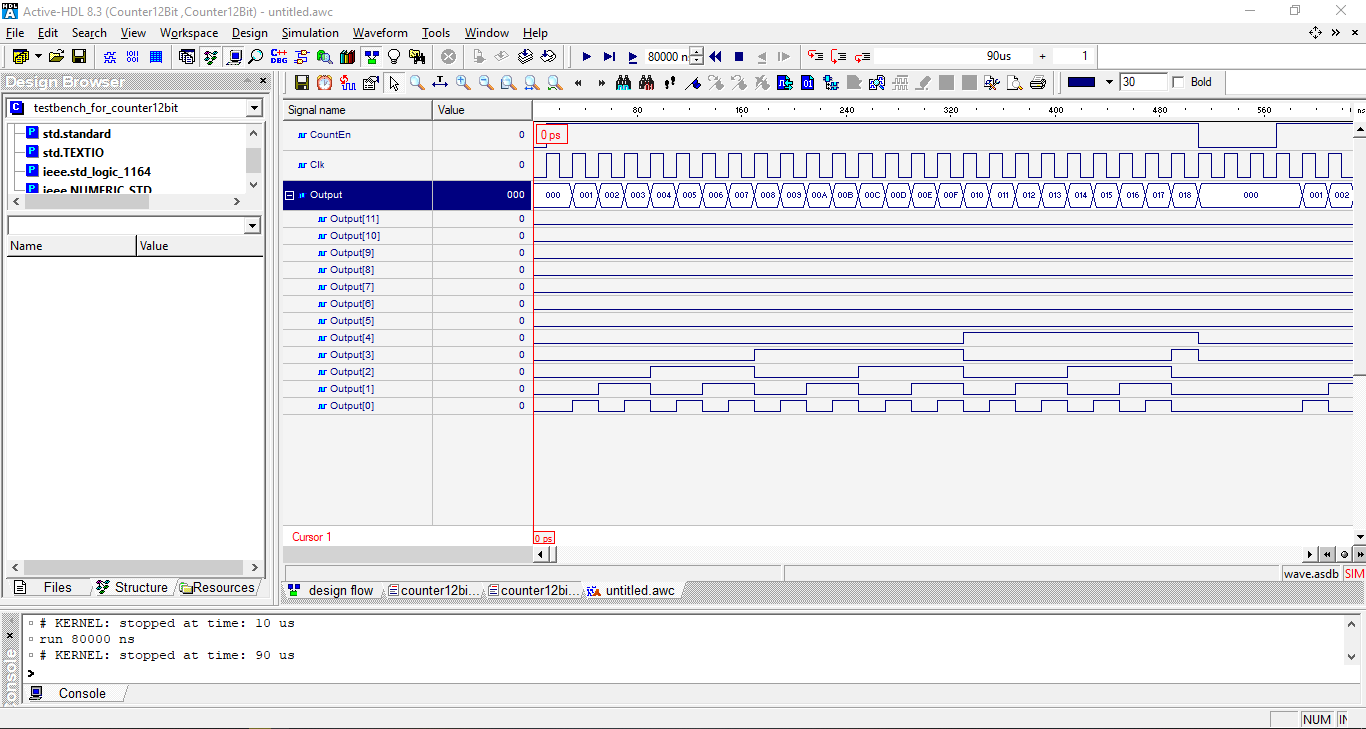 Active-HDL 8.3 (Counter12Bit ,Counter12Bit) - untitled.awc
File Edit Search View Workspace Design Simulation Waveform Tools Window Help
80000 n 90us + 1
Design Browser
30 Bold
testbench_for_counter12bit
std.standard
std.TEXTIO
ieee.std_logic_1164
ieee.NUMERIC_STD
Name Value
Signal name Value 80 160 240 320 400 480 560 ns
CountEn 0 0 ps
Clk 0
Output 000 000 001 002 003 004 005 006 007 008 009 00A 00B 00C 00D 00E 00F 010 011 012 013 014 015 016 017 018 000 001 002
Output[11] 0
Output[10] 0
Output[9] 0
Output[8] 0
Output[7] 0
Output[6] 0
Output[5] 0
Output[4] 0
Output[3] 0
Output[2] 0
Output[1] 0
Output[0] 0
Cursor 1 0 ps
wave.asdb SIM
Files Structure Resources
design flow counter12bi... counter12bi... untitled.awc
# KERNEL: stopped at time: 10 us
run 80000 ns
# KERNEL: stopped at time: 90 us
>
Console
NUM